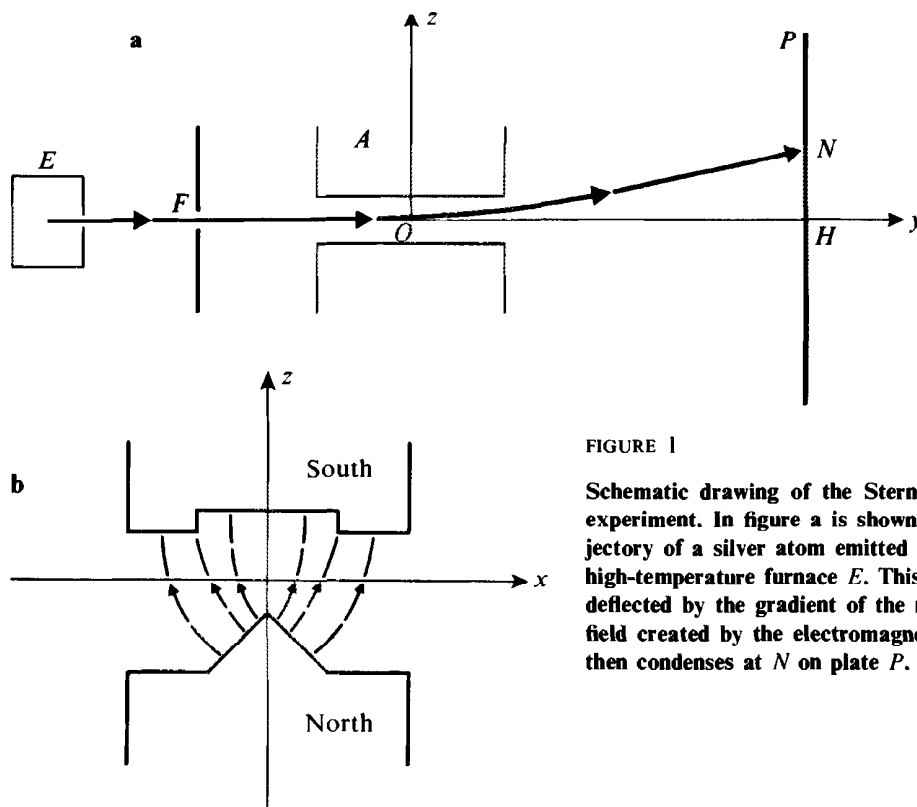 a
z
P
E
A
N
F
O
H
y
z
b
South
x
North
FIGURE 1
Schematic drawing of the Stern
experiment. In figure a is shown
jectory of a silver atom emitted
high-temperature furnace E. This
deflected by the gradient of the
field created by the electromagne
then condenses at N on plate P.